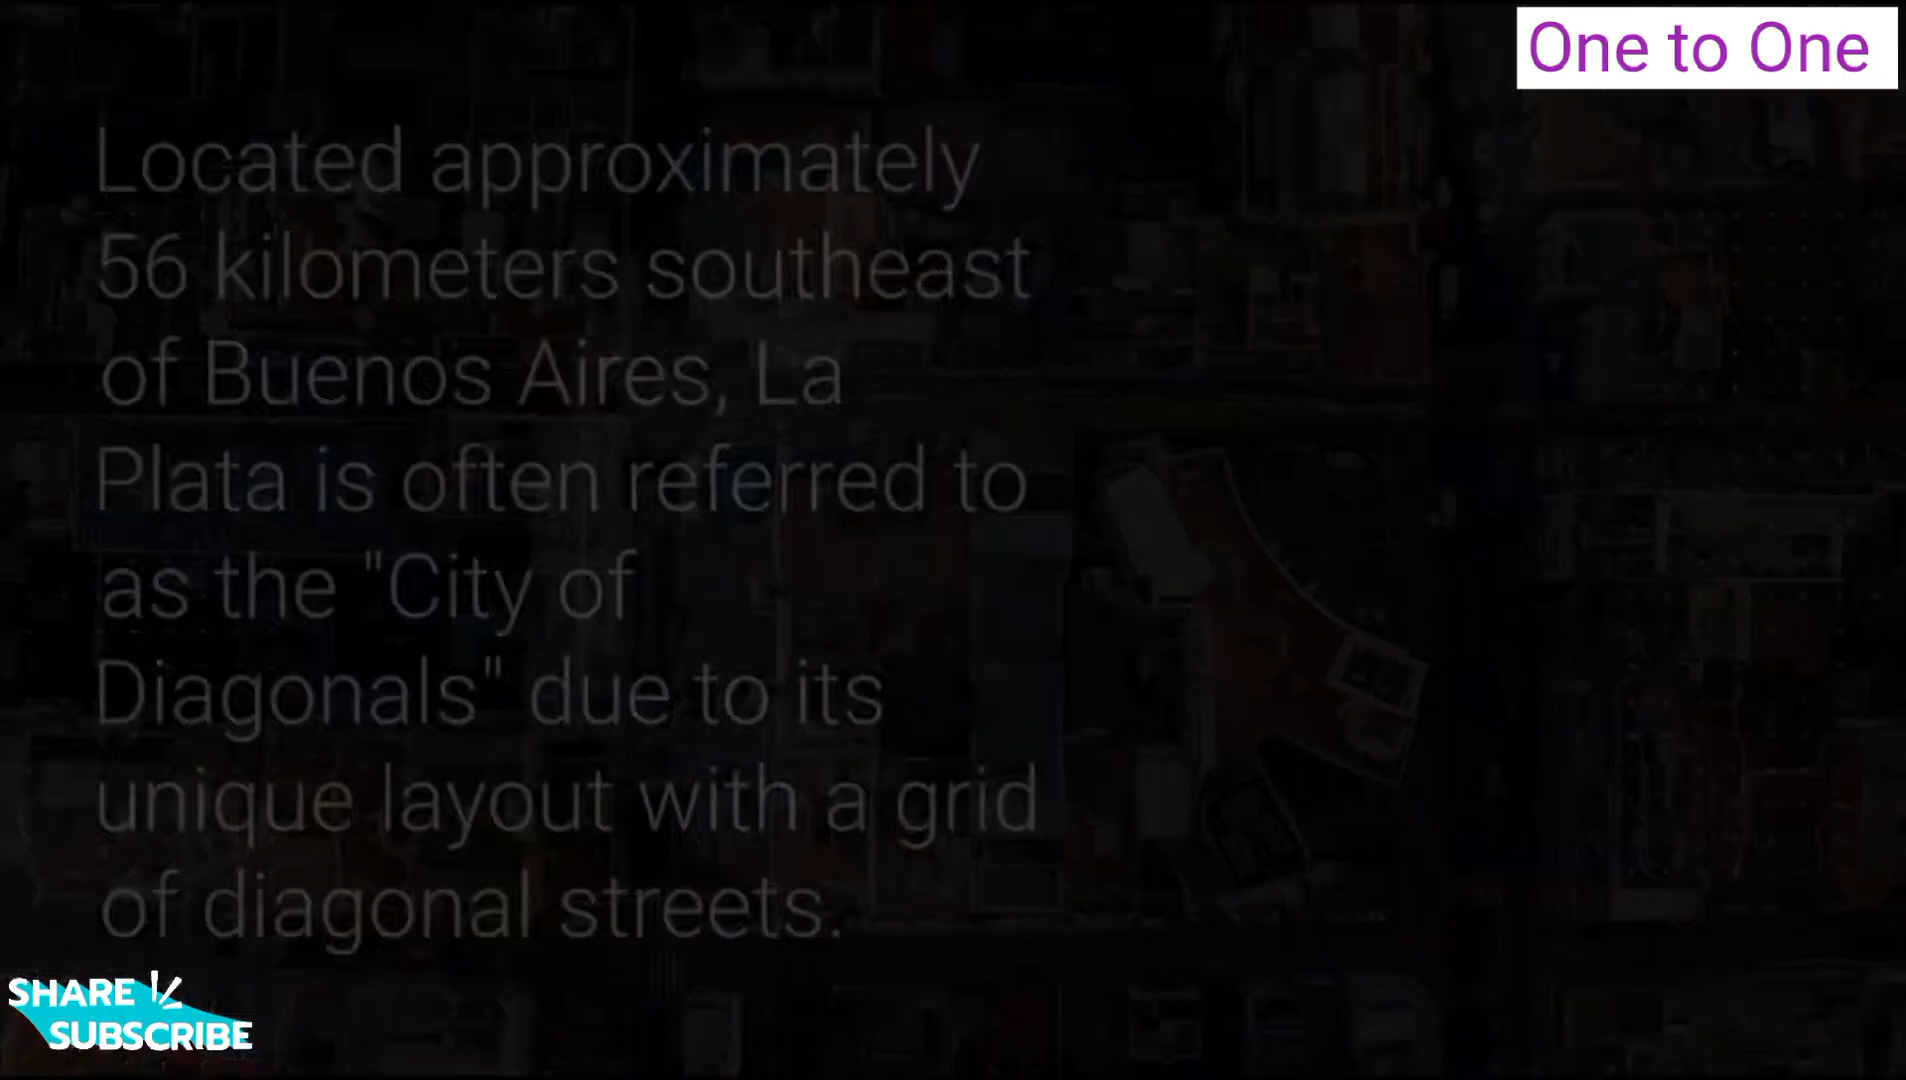 One to One
Located approximately
56 kilometers southeast
of Buenos Aires, La
Plata is often referred to
as the "City of
Diagonals" due to its
unique layout with a grid
of diagonal streets.
SHARE
SUBSCRIBE